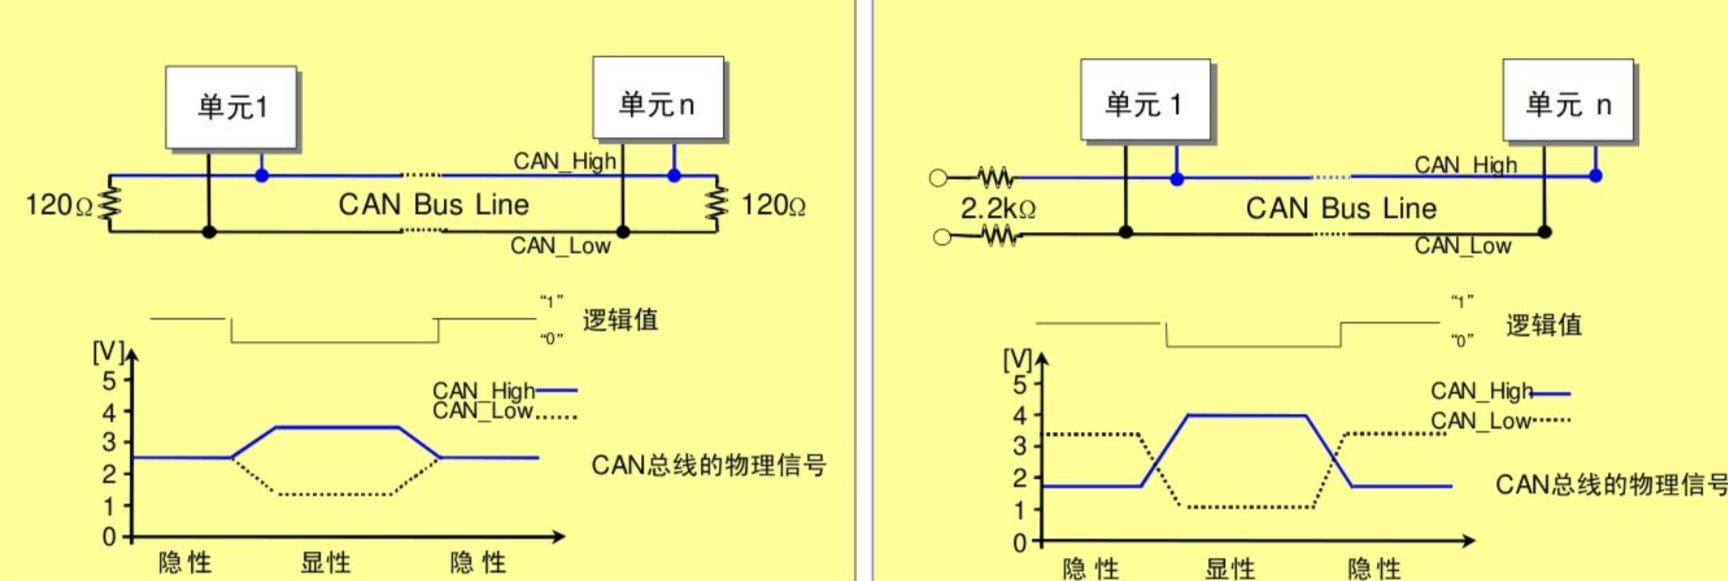 单元1
单元n
CAN_High
120Ω
CAN Bus Line
120Ω
CAN_Low
“1”
逻辑值
“0”
[V]
5
CAN_High
4
CAN_Low
3
CAN总线的物理信号
2
1
0
隐性
显性
隐性
单元 1
单元 n
CAN_High
2.2kΩ
CAN Bus Line
CAN_Low
“1”
逻辑值
“0”
[V]
5
CAN_High
4
CAN_Low
3
2
CAN总线的物理信号
1
0
隐性
显性
隐性